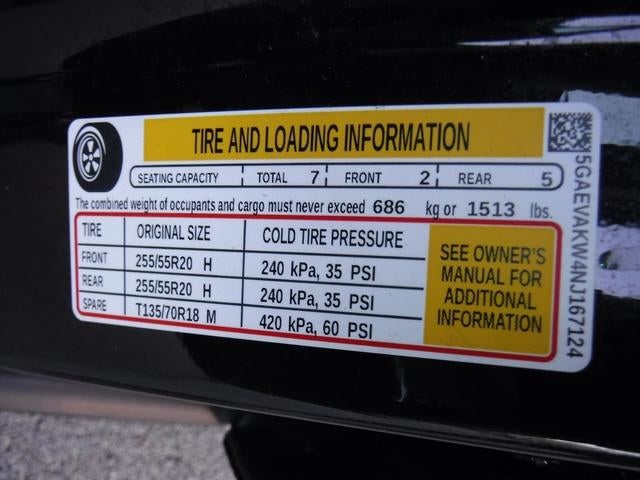 TIRE AND LOADING INFORMATION
SEATING CAPACITY TOTAL 7 FRONT 2 REAR 5
The combined weight of occupants and cargo must never exceed 686 kg or 1513 lbs.
TIRE ORIGINAL SIZE COLD TIRE PRESSURE
FRONT 255/55R20 H 240 kPa, 35 PSI
REAR 255/55R20 H 240 kPa, 35 PSI
SPARE T135/70R18 M 420 kPa, 60 PSI
SEE OWNER'S
MANUAL FOR
ADDITIONAL
INFORMATION
5GAEVAKW4NJ167124